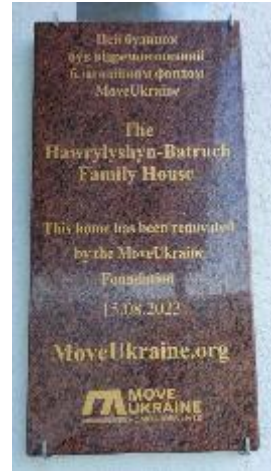 Цей будинок
був відремонтований
благодійним фондом
MoveUkraine
The
Hawrylyshyn-Batruch
Family House
This home has been renovated
by the MoveUkraine
Foundation
15.08.2022
MoveUkraine.org
MOVE
UKRAINE